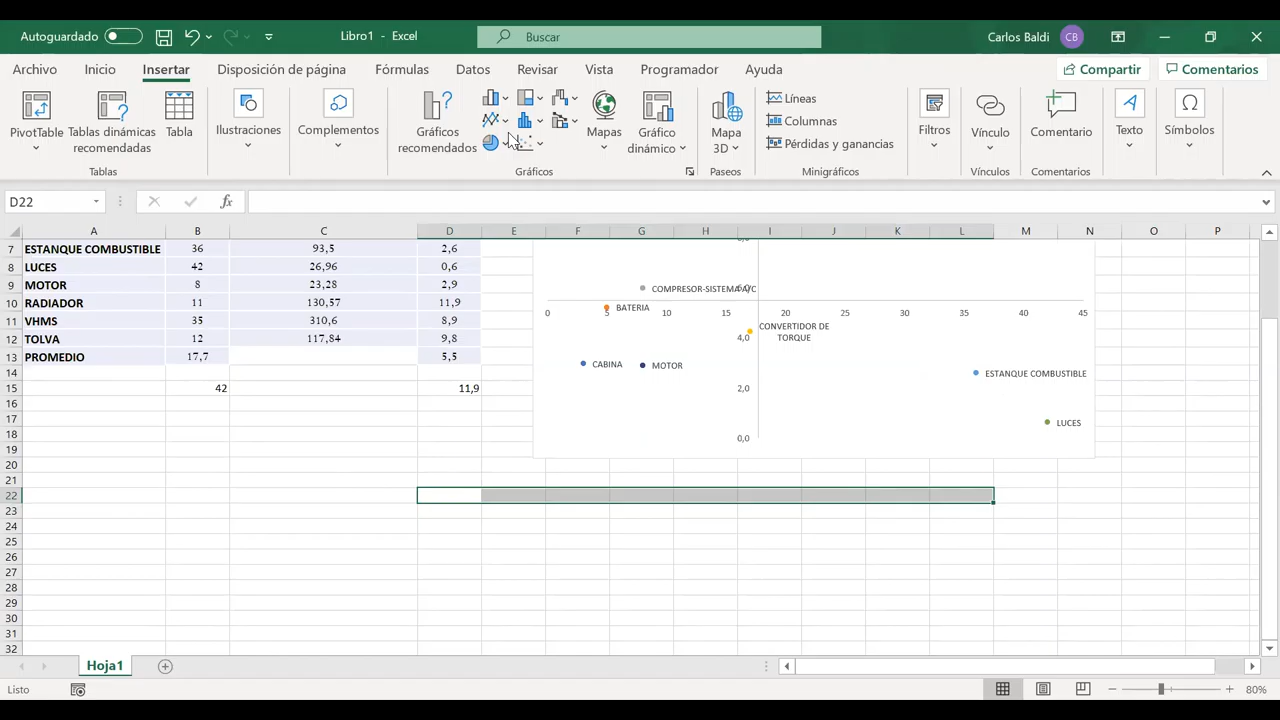 Autoguardado
Libro1 - Excel
Buscar
Carlos Baldi CB
Archivo Inicio Insertar Disposición de página Fórmulas Datos Revisar Vista Programador Ayuda
Compartir Comentarios
PivotTable
Tablas dinámicas recomendadas
Tabla
Ilustraciones
Complementos
Gráficos recomendados
Mapas
Gráfico dinámico
Mapa 3D
Líneas
Columnas
Pérdidas y ganancias
Filtros
Vínculo
Comentario
Texto
Símbolos
Tablas Gráficos Paseos Minigráficos Vínculos Comentarios
D22 fx
A B C D E F G H I J K L M N O P
7 ESTANQUE COMBUSTIBLE 36 93,5 2,6
8 LUCES 42 26,96 0,6
9 MOTOR 8 23,28 2,9
10 RADIADOR 11 130,57 11,9
11 VHMS 35 310,6 8,9
12 TOLVA 12 117,84 9,8
13 PROMEDIO 17,7 5,5
14
15 42 11,9
16
17
18
19
20
21
22
23
24
25
26
27
28
29
30
31
32
COMPRESOR-SISTEMA A/C
BATERIA
0 5 10 15 20 25 30 35 40 45
CONVERTIDOR DE TORQUE
4,0
CABINA
MOTOR
ESTANQUE COMBUSTIBLE
2,0
LUCES
0,0
Hoja1
Listo
80%